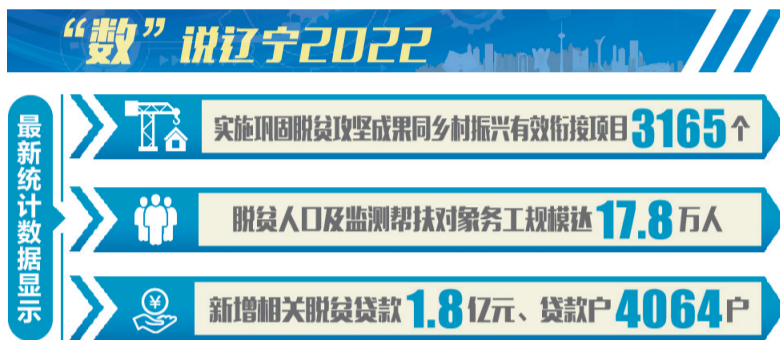 “数”说辽宁2022
最新统计数据显示
实施巩固脱贫攻坚成果同乡村振兴有效衔接项目3165个
脱贫人口及监测帮扶对象务工规模达17.8万人
新增相关脱贫贷款1.8亿元、贷款户4064户